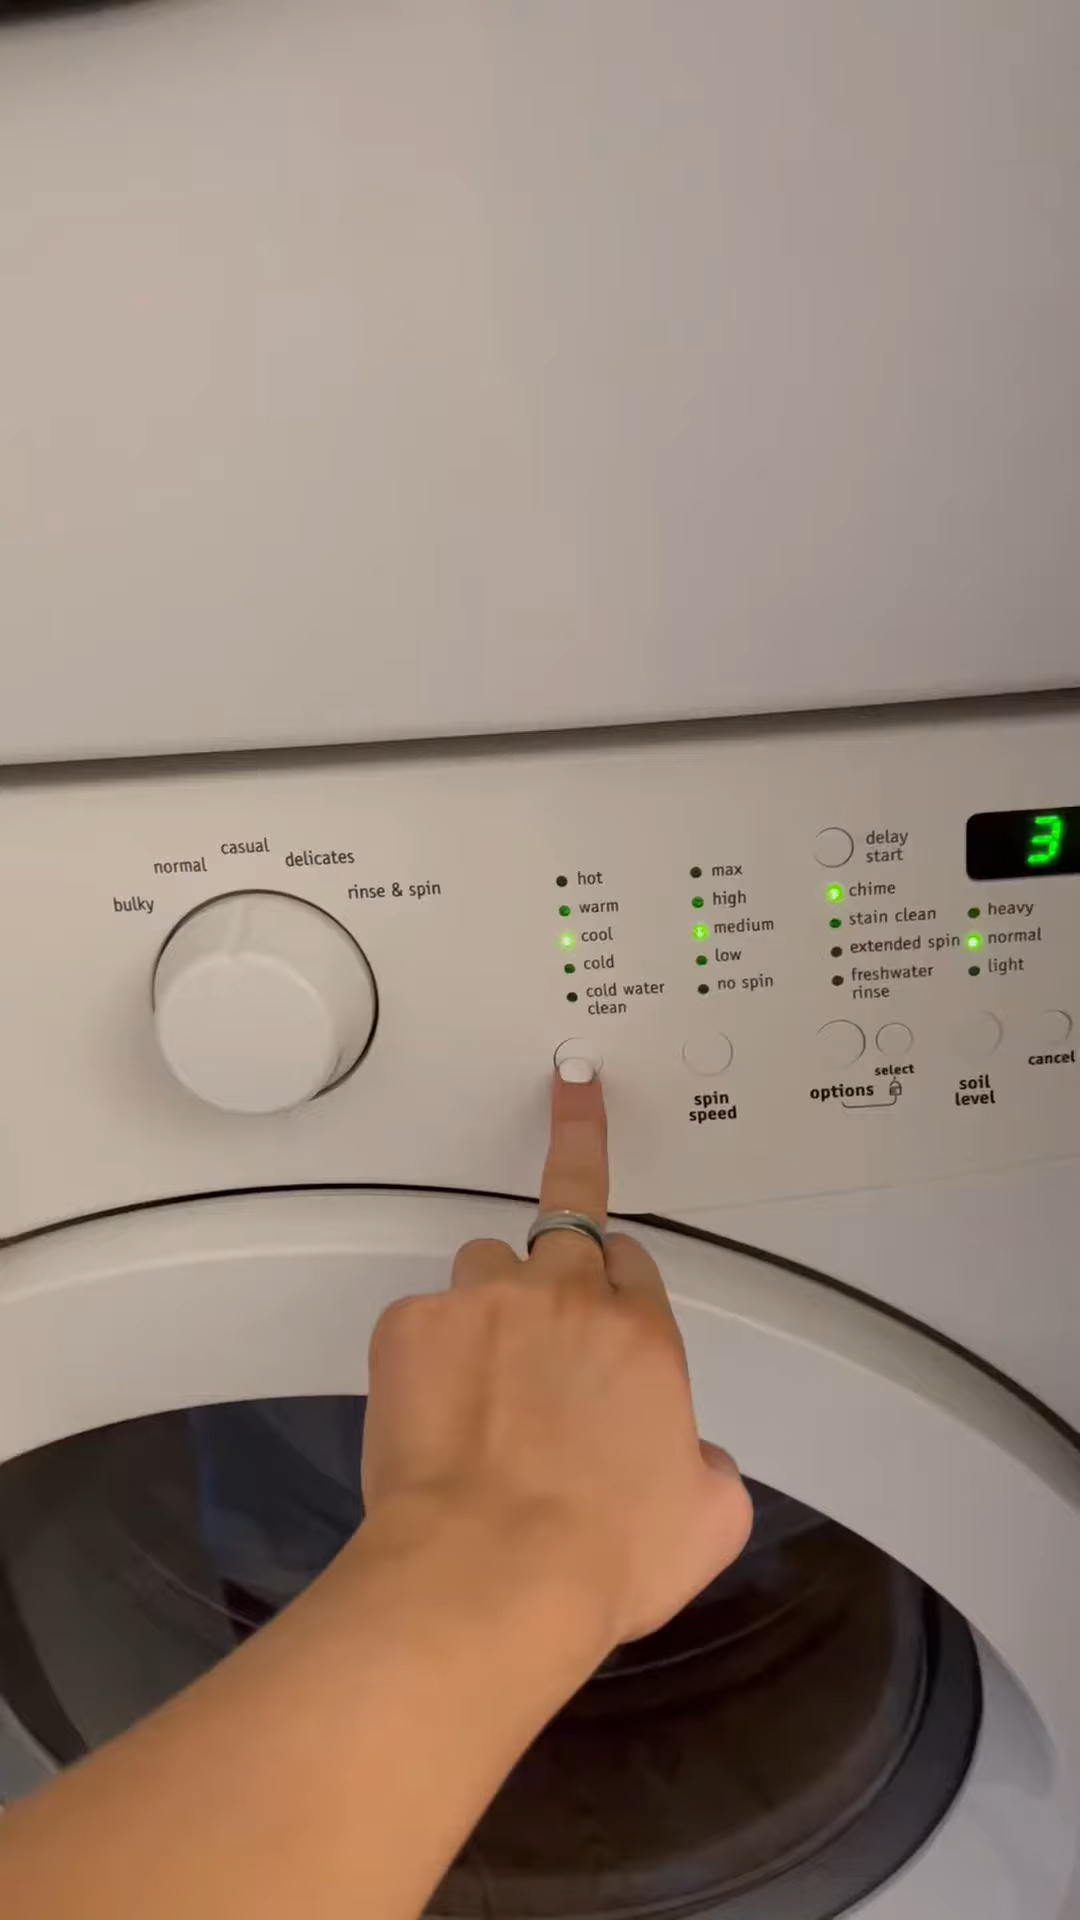 bulky
normal
casual
delicates
rinse & spin
hot
warm
cool
cold
cold water
clean
max
high
medium
low
no spin
spin
speed
delay
start
chime
stain clean
extended spin
freshwater
rinse
options
select
3
heavy
normal
light
soil
level
cancel